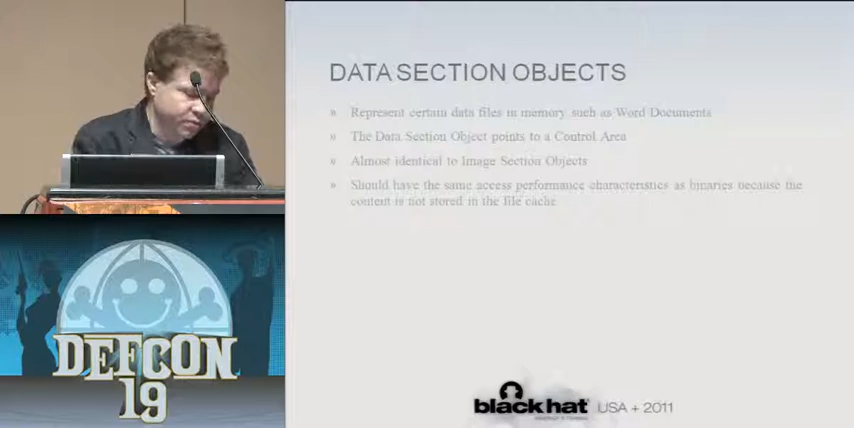 DATA SECTION OBJECTS
» Represent certain data files in memory such as Word Documents
» The Data Section Object points to a Control Area
» Almost identical to Image Section Objects
» Should have the same access performance characteristics as binaries because the
content is not stored in the file cache
DEFCON
19
blackhat USA + 2011